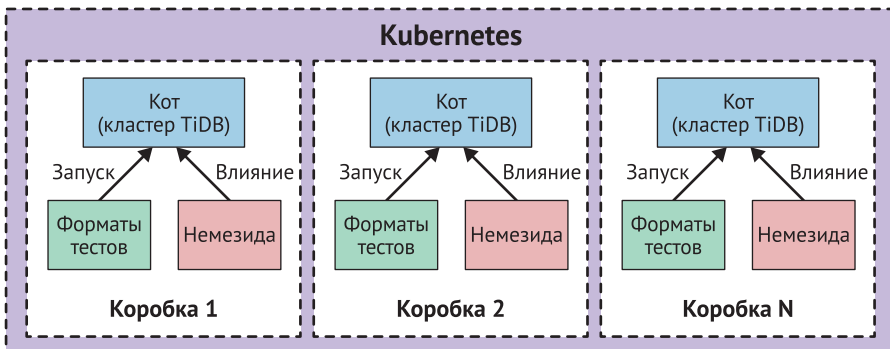 Kubernetes
Кот
(кластер TiDB)
Запуск
Влияние
Форматы
тестов
Немезида
Коробка 1
Кот
(кластер TiDB)
Запуск
Влияние
Форматы
тестов
Немезида
Коробка 2
Кот
(кластер TiDB)
Запуск
Влияние
Форматы
тестов
Немезида
Коробка N